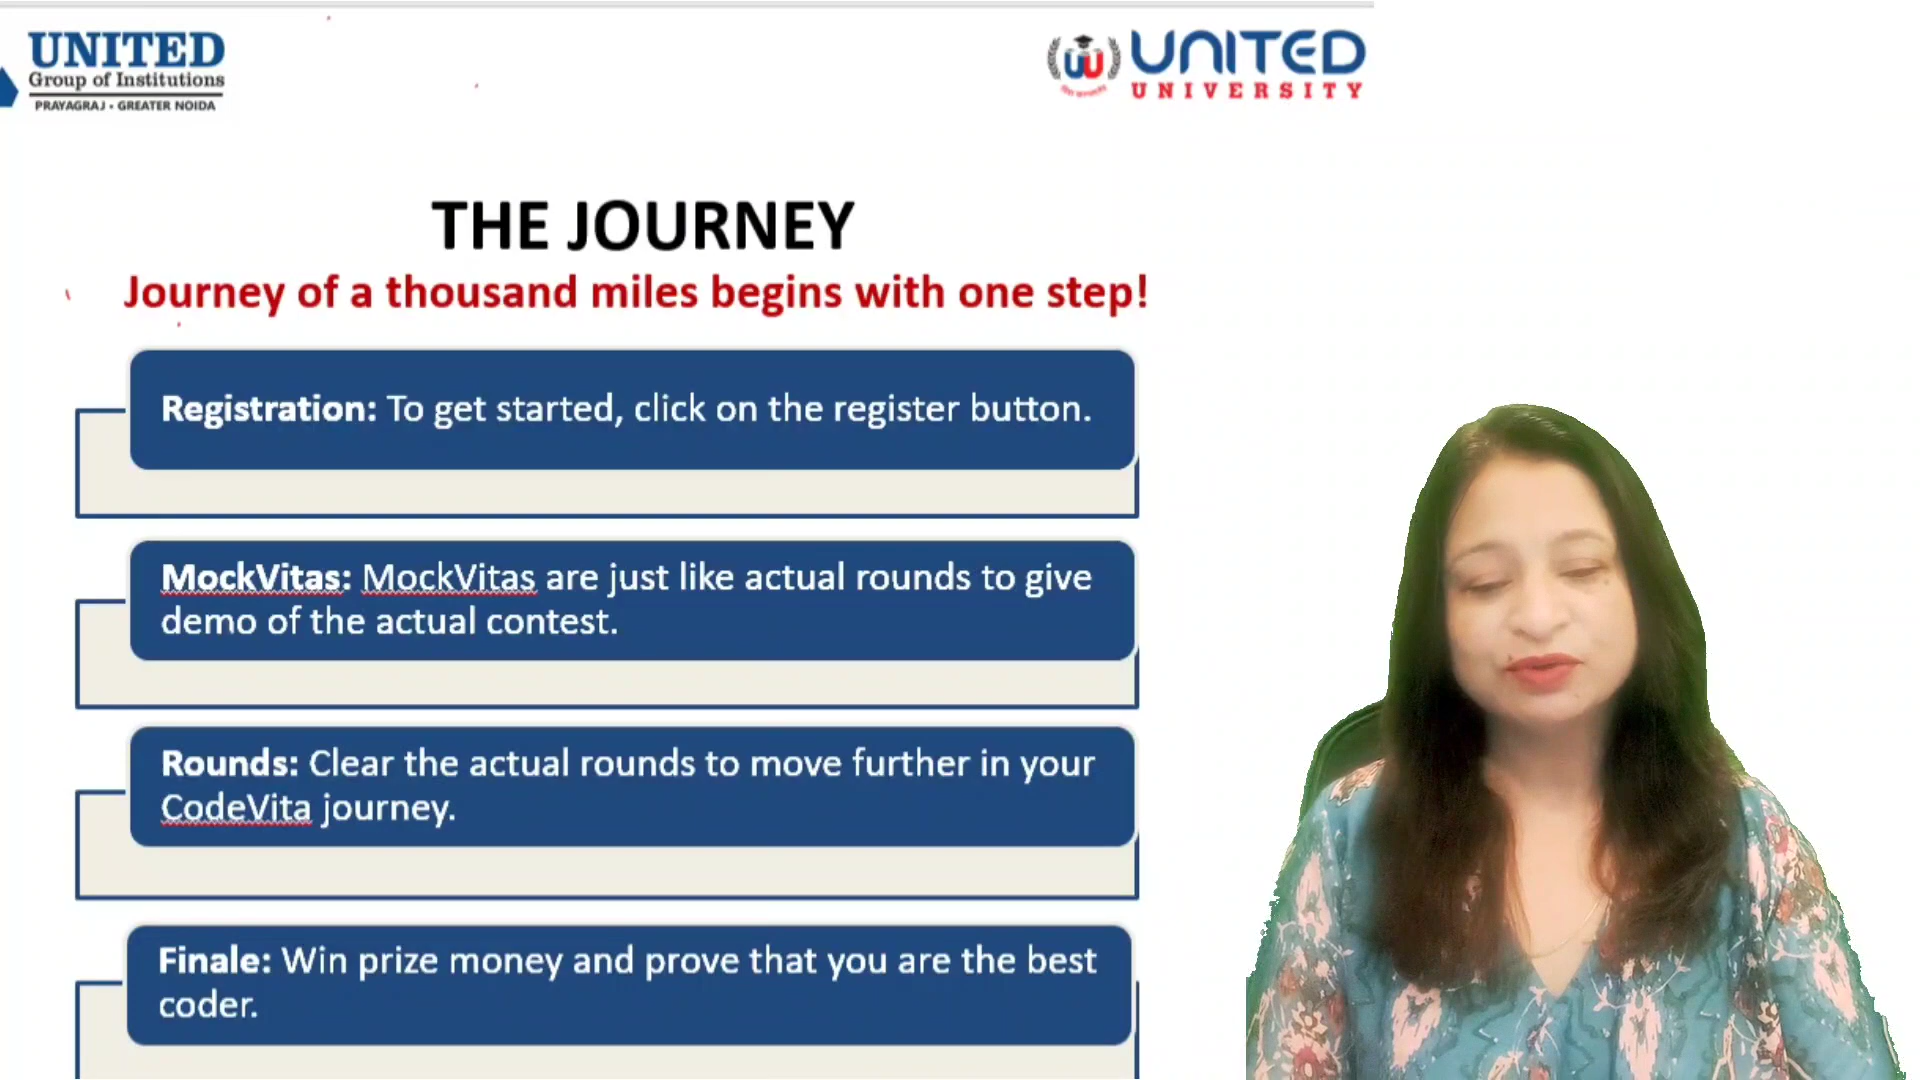 UNITED
Group of Institutions
PRAYAGRAJ • GREATER NOIDA
UNITED
UNIVERSITY
THE JOURNEY
Journey of a thousand miles begins with one step!
Registration: To get started, click on the register button.
MockVitas: MockVitas are just like actual rounds to give
demo of the actual contest.
Rounds: Clear the actual rounds to move further in your
CodeVita journey.
Finale: Win prize money and prove that you are the best
coder.